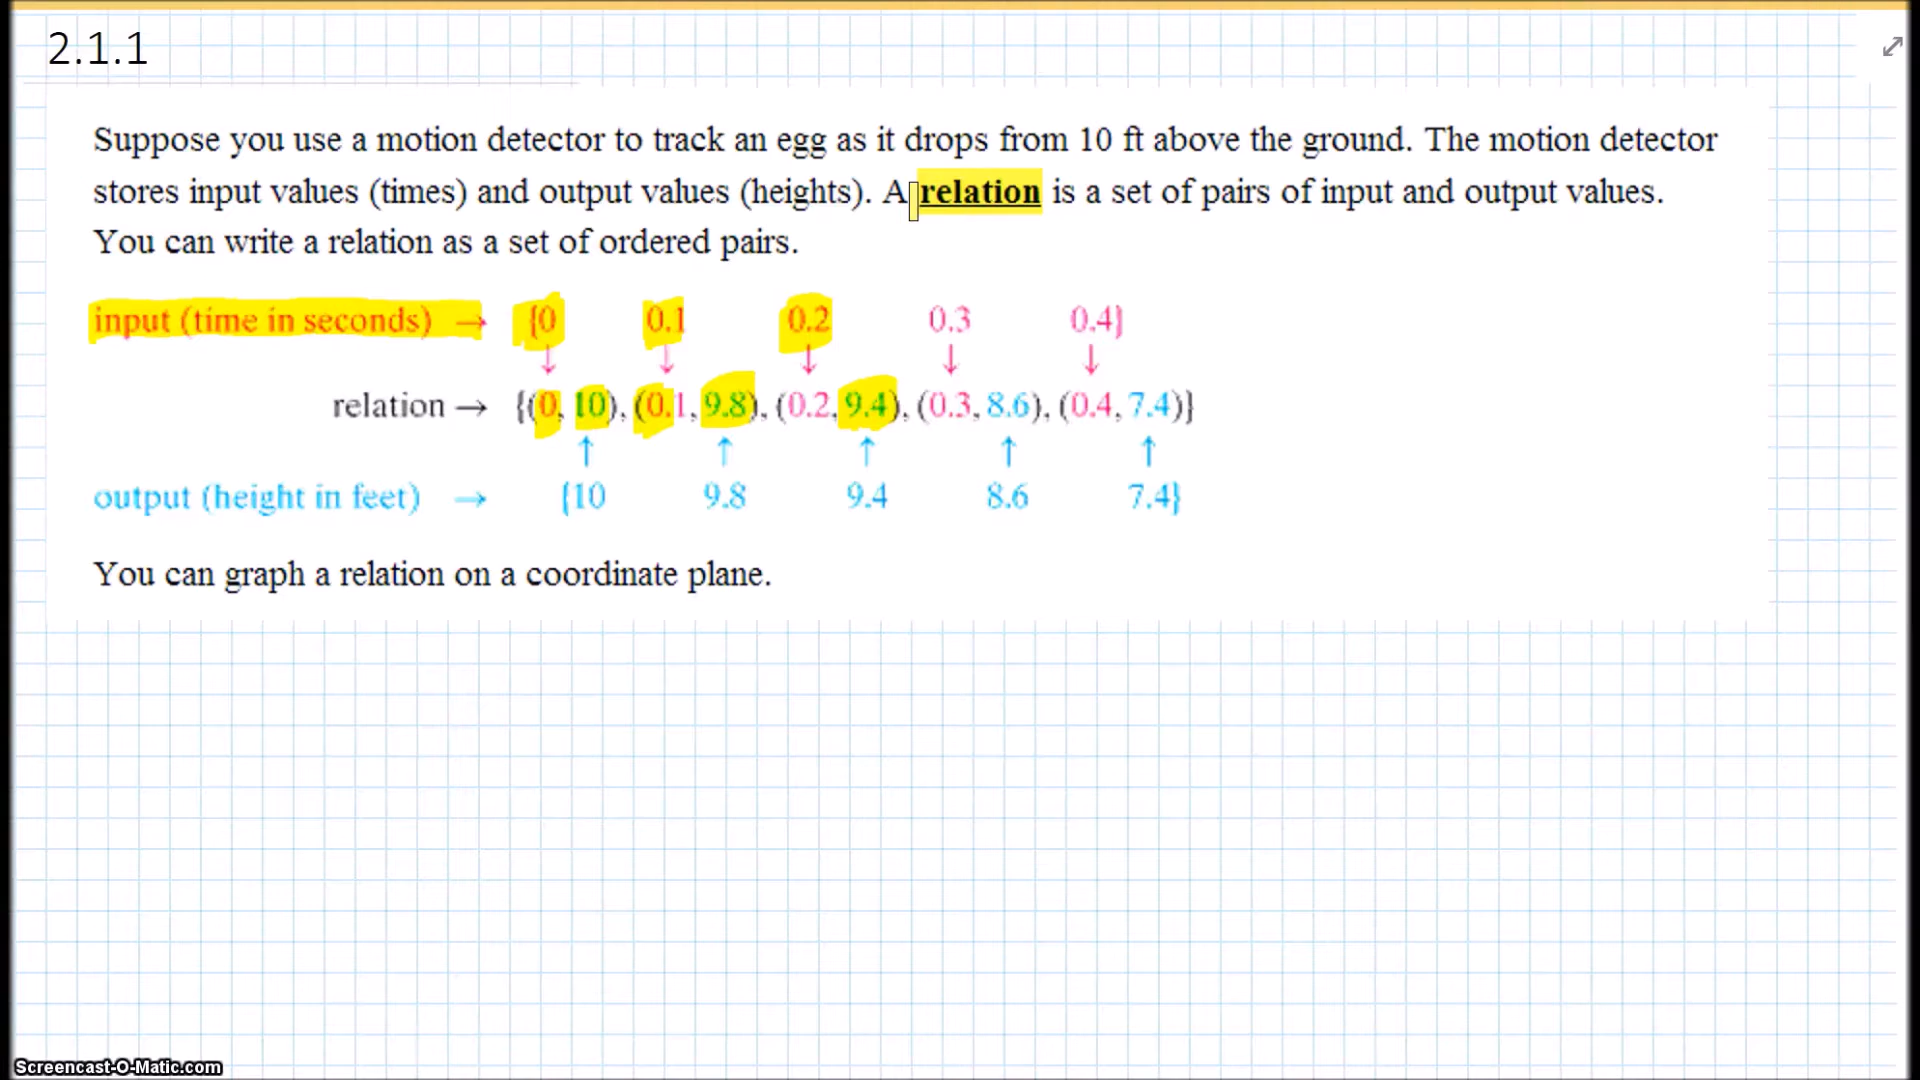 2.1.1
Suppose you use a motion detector to track an egg as it drops from 10 ft above the ground. The motion detector
stores input values (times) and output values (heights). A relation is a set of pairs of input and output values.
You can write a relation as a set of ordered pairs.
input (time in seconds) → {0 0.1 0.2 0.3 0.4}
↓ ↓ ↓ ↓ ↓
relation → {(0, 10), (0.1, 9.8), (0.2, 9.4), (0.3, 8.6), (0.4, 7.4)}
↑ ↑ ↑ ↑ ↑
output (height in feet) → {10 9.8 9.4 8.6 7.4}
You can graph a relation on a coordinate plane.
Screencast-O-Matic.com